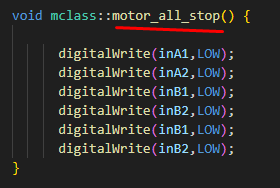 void mclass::motor_all_stop() {
digitalWrite(inA1,LOW);
digitalWrite(inA2,LOW);
digitalWrite(inB1,LOW);
digitalWrite(inB2,LOW);
digitalWrite(inB1,LOW);
digitalWrite(inB2,LOW);
}